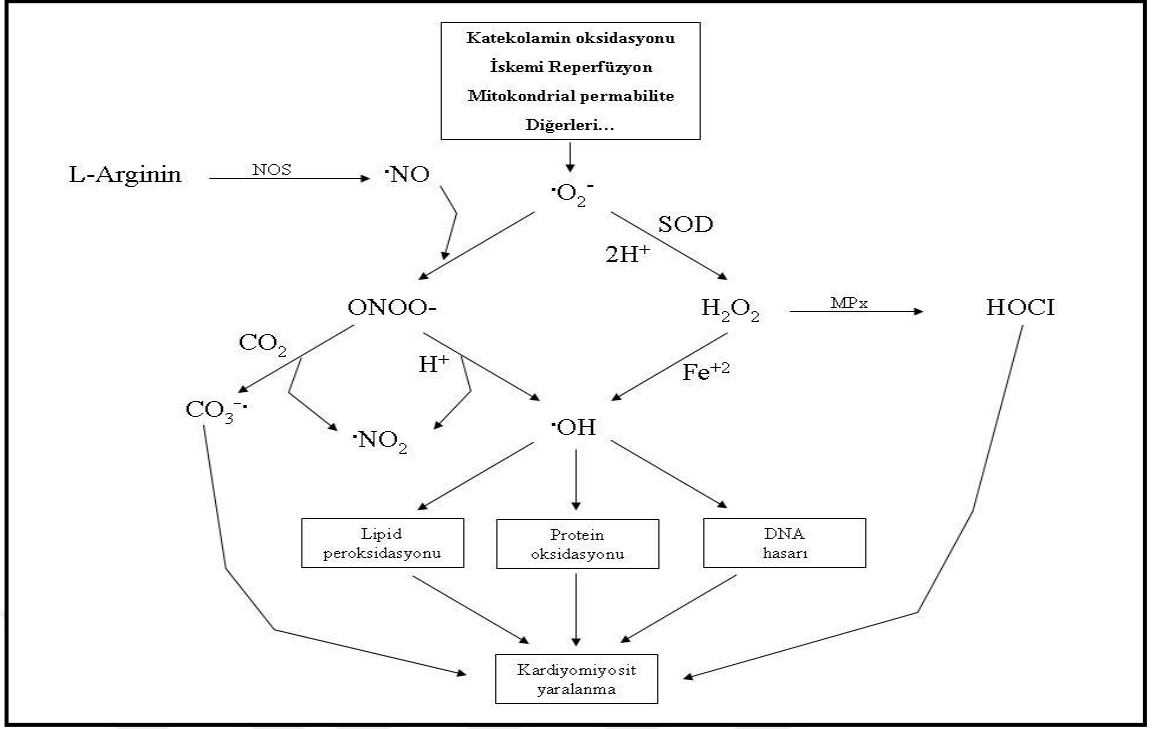 Katekolamin oksidasyonu
İskemi Reperfüzyon
Mitokondrial permabilite
Diğerleri...
L-Arginin
NOS
·NO
·O₂⁻
SOD
2H⁺
ONOO-
H₂O₂
MPx
HOCI
CO₂
H⁺
Fe⁺²
CO₃⁻·
·NO₂
·OH
Lipid
peroksidasyonu
Protein
oksidasyonu
DNA
hasarı
Kardiyomiyosit
yaralanma